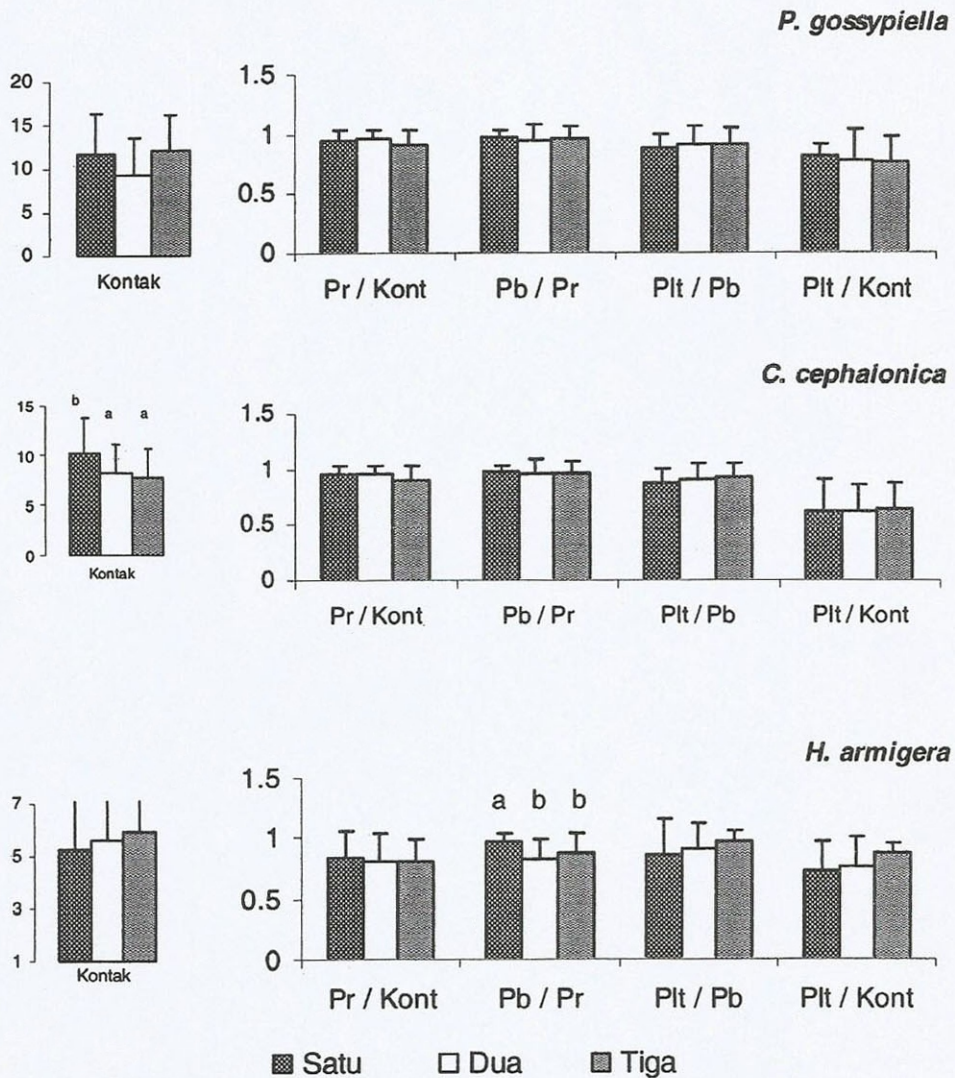 P. gossypiella
20
15
10
5
0
Kontak
1.5
1
0.5
0
Pr / Kont
Pb / Pr
Plt / Pb
Plt / Kont
C. cephalonica
15
10
5
0
b a a
Kontak
1.5
1
0.5
0
Pr / Kont
Pb / Pr
Plt / Pb
Plt / Kont
H. armigera
7
5
3
1
Kontak
1.5
1
0.5
0
a b b
Pr / Kont
Pb / Pr
Plt / Pb
Plt / Kont
Satu Dua Tiga